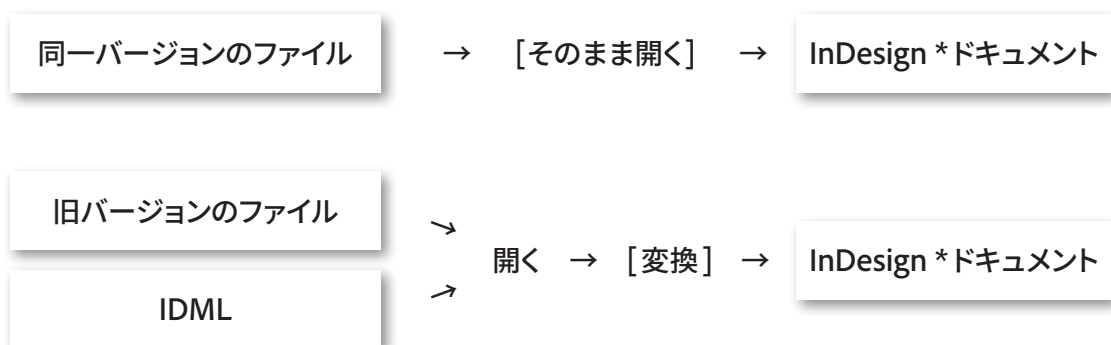 同一バージョンのファイル → [そのまま開く] → InDesign *ドキュメント
旧バージョンのファイル ↘
開く → [変換] → InDesign *ドキュメント
IDML ↗